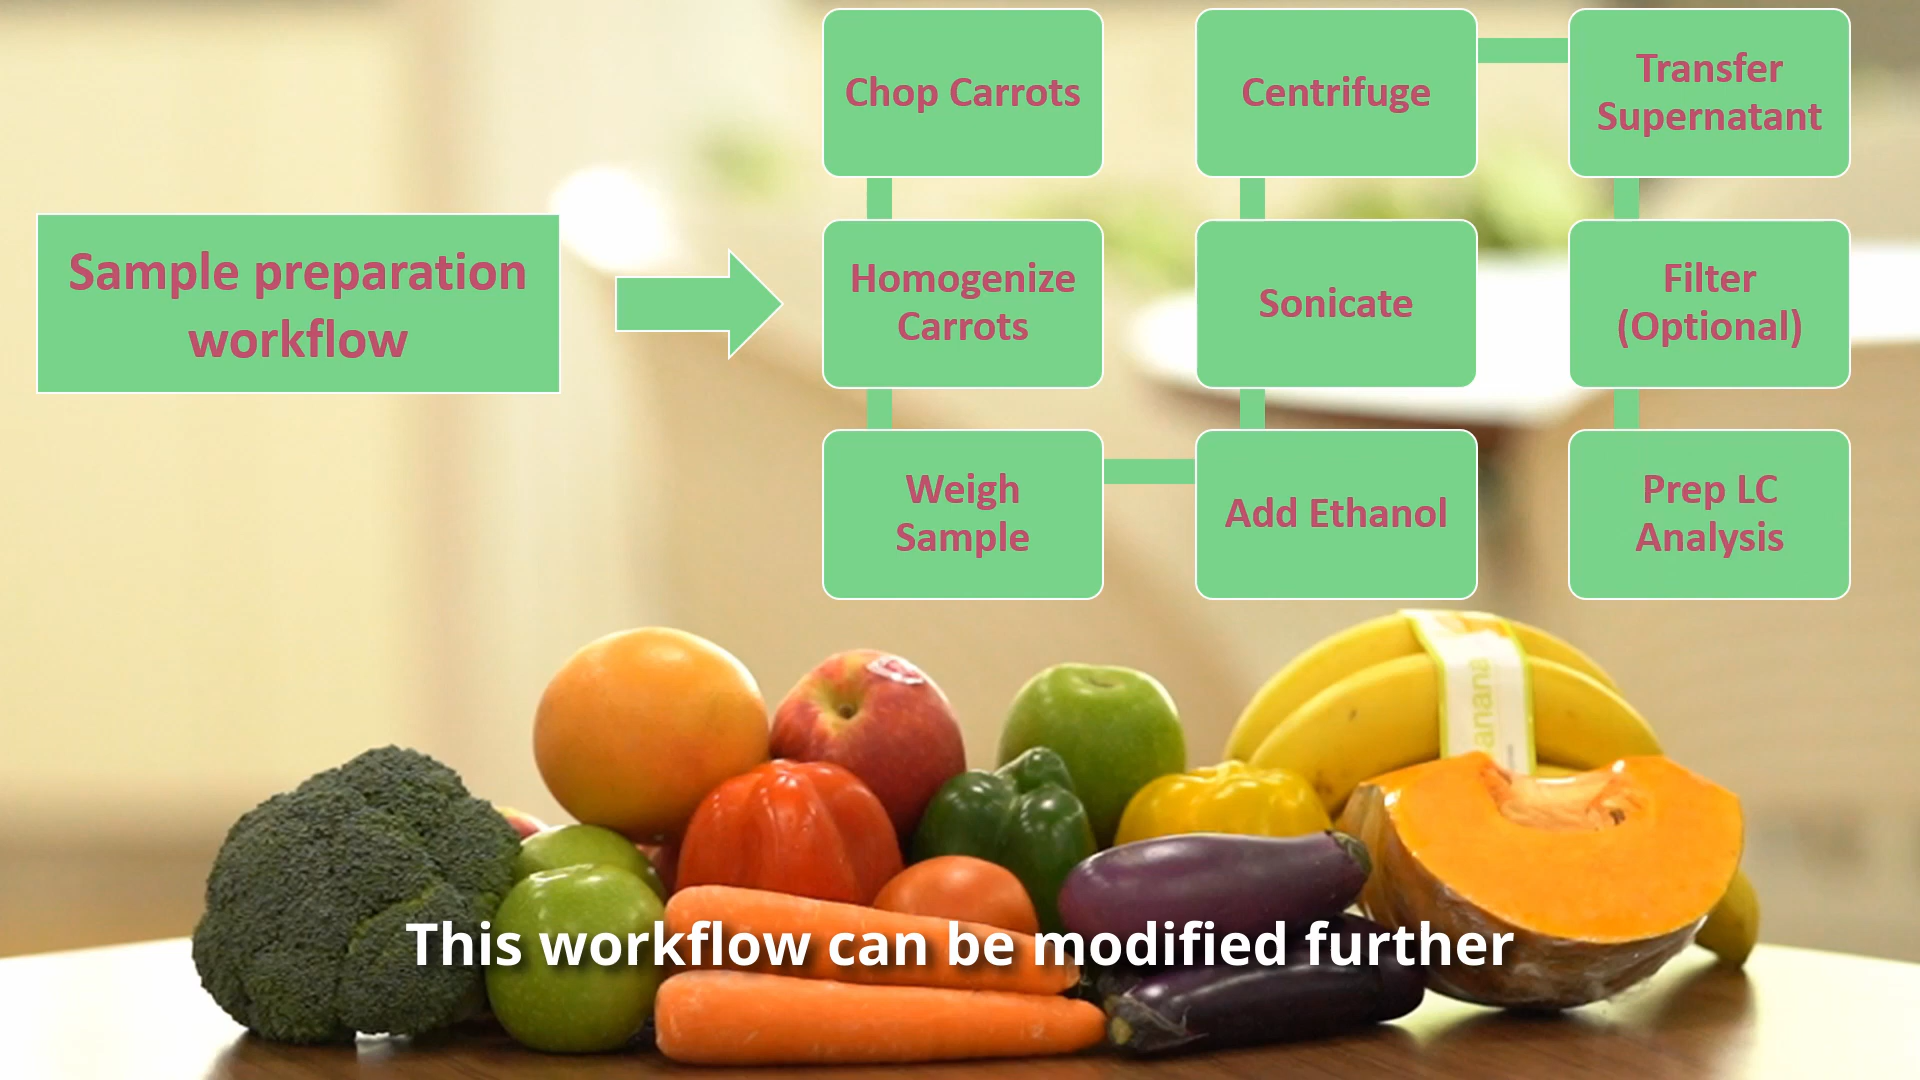 Sample preparation
workflow
Chop Carrots
Homogenize
Carrots
Weigh
Sample
Add Ethanol
Sonicate
Centrifuge
Transfer
Supernatant
Filter
(Optional)
Prep LC
Analysis
anana
This workflow can be modified further